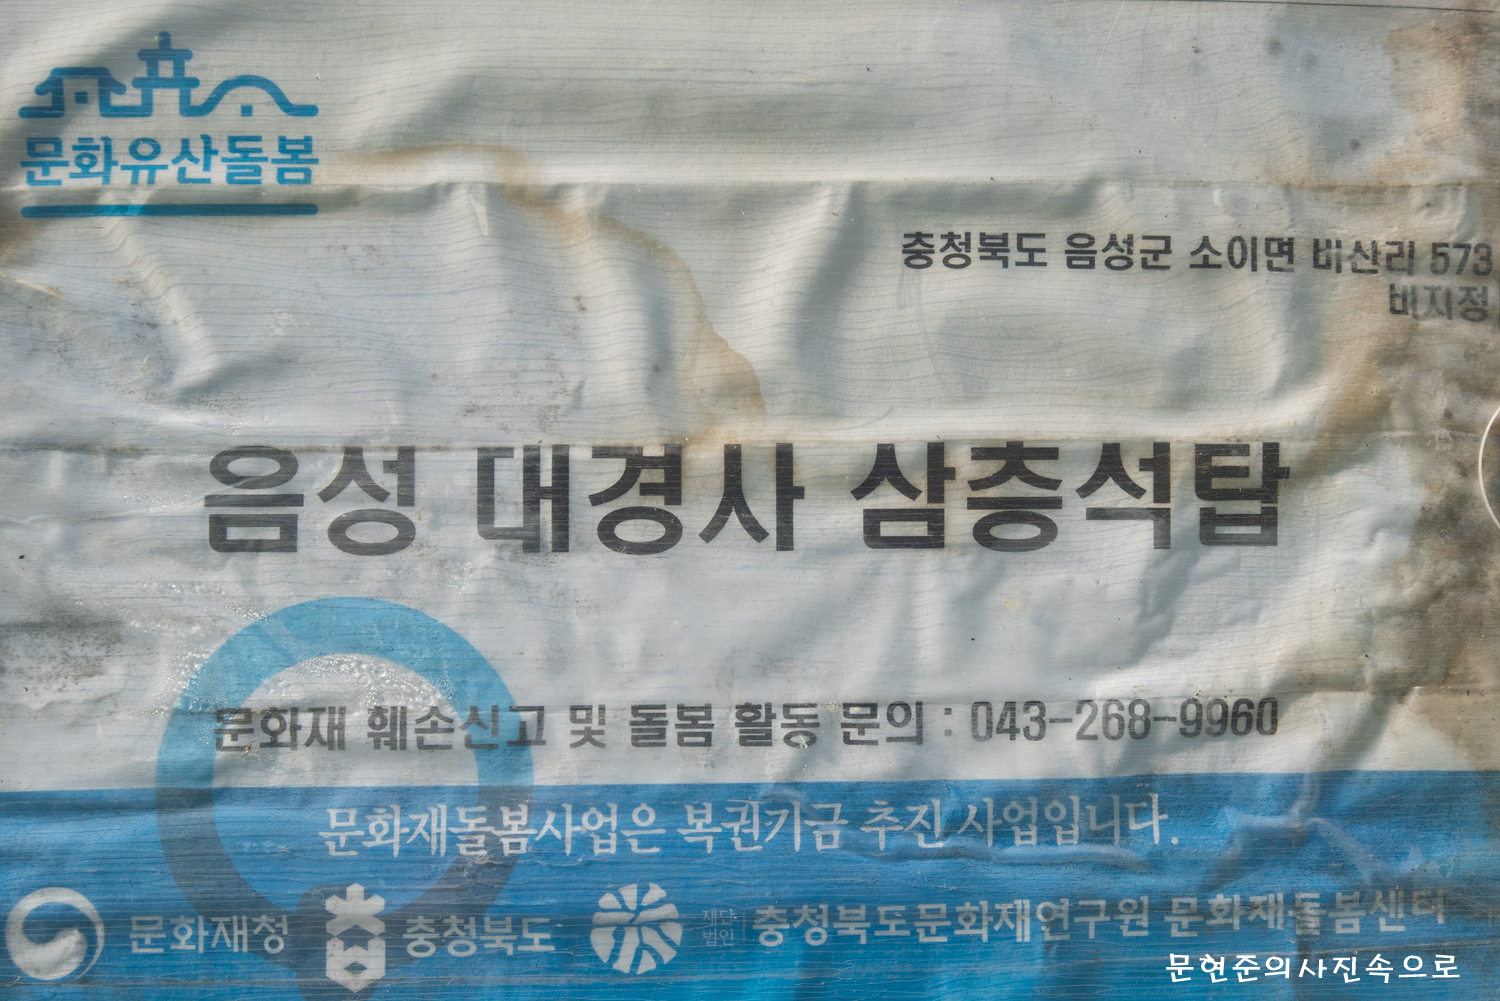 문화유산돌봄
충청북도 음성군 소이면 비산리 573
비지정
음성 대경사 삼층석탑
문화재 훼손신고 및 돌봄 활동 문의 : 043-268-9960
문화재돌봄사업은 복권기금 추진 사업입니다.
문화재청 충청북도 재단법인 충청북도문화재연구원 문화재돌봄센터
문현준의사진속으로